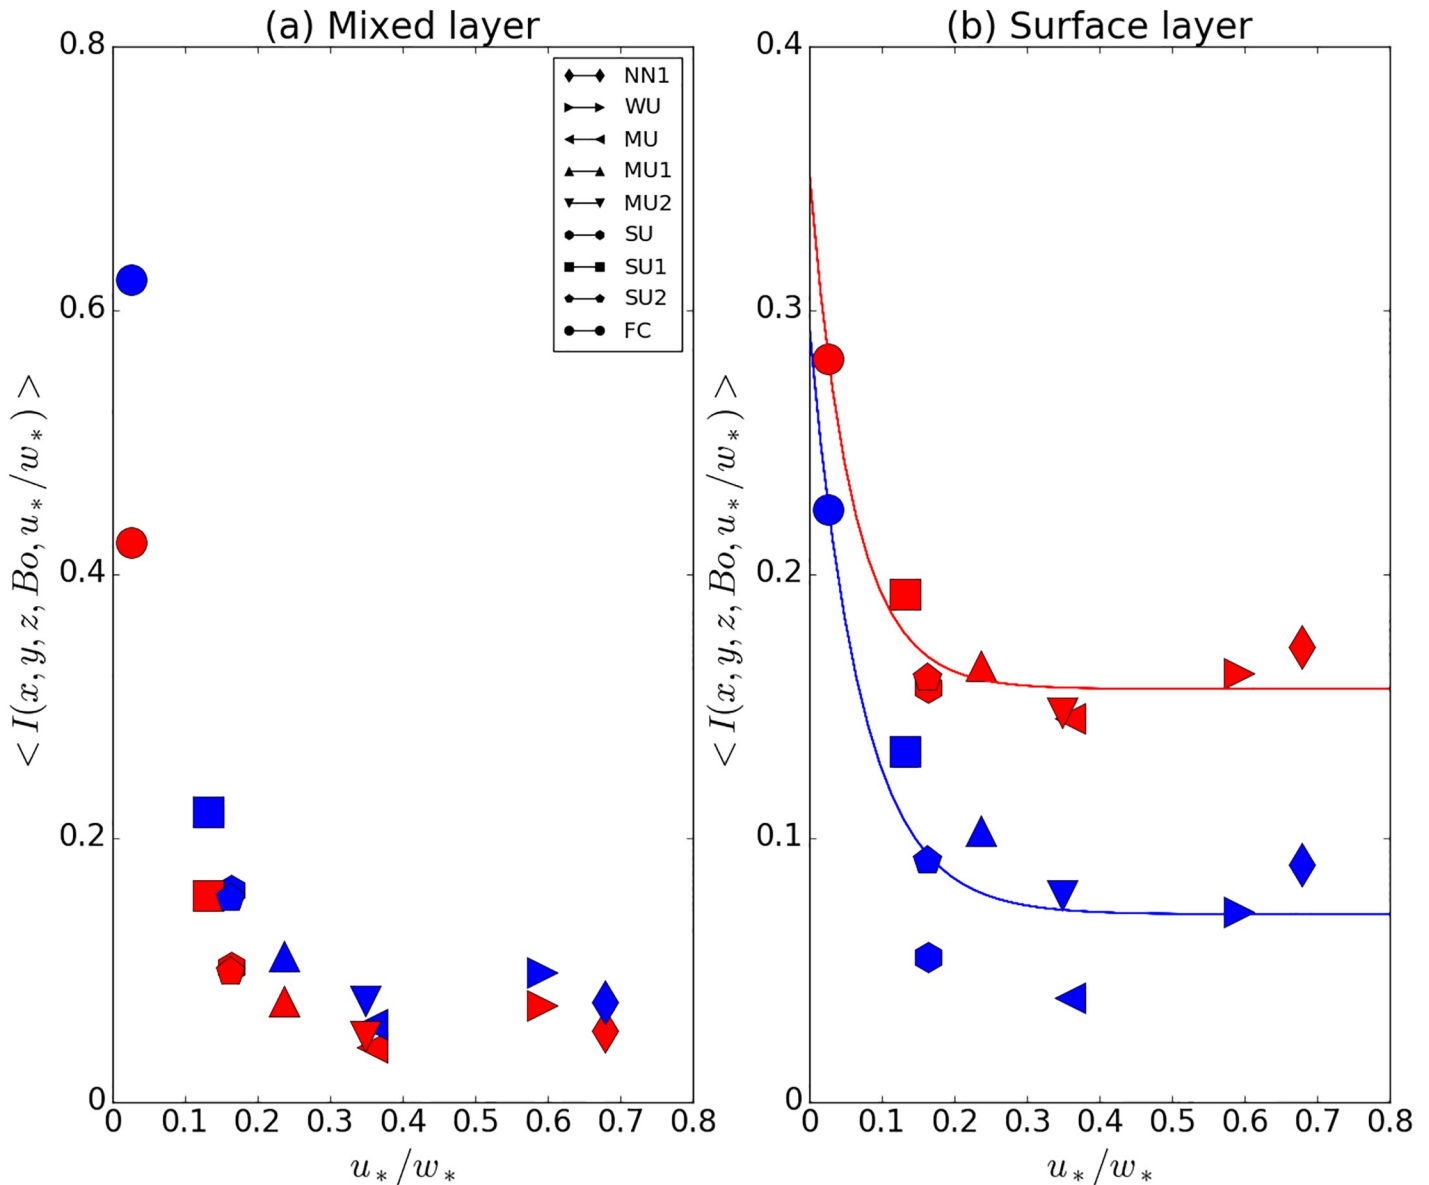 (a) Mixed layer
(b) Surface layer
0.8
0.6
0.4
0.2
0
0 0.1 0.2 0.3 0.4 0.5 0.6 0.7 0.8
u*/w*
< I(x, y, z, Bo, u*/w*) >
NN1
WU
MU
MU1
MU2
SU
SU1
SU2
FC
0.4
0.3
0.2
0.1
0
0 0.1 0.2 0.3 0.4 0.5 0.6 0.7 0.8
u*/w*
< I(x, y, z, Bo, u*/w*) >